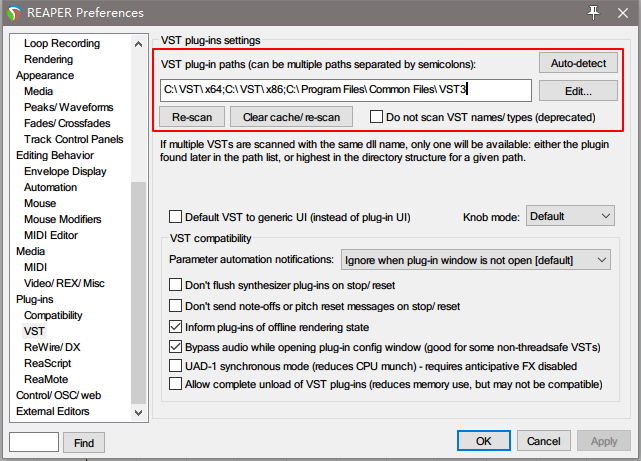 REAPER Preferences
Loop Recording
Rendering
Appearance
Media
Peaks/ Waveforms
Fades/ Crossfades
Track Control Panels
Editing Behavior
Envelope Display
Automation
Mouse
Mouse Modifiers
MIDI Editor
Media
MIDI
Video/ REX/ Misc
Plug-ins
Compatibility
VST
ReWire/ DX
ReaScript
ReaMote
Control/ OSC/ web
External Editors
Find
VST plug-ins settings
VST plug-in paths (can be multiple paths separated by semicolons):
Auto-detect
C:\ VST\ x64;C:\ VST\ x86;C:\ Program Files\ Common Files\ VST3
Edit...
Re-scan
Clear cache/ re-scan
Do not scan VST names/ types (deprecated)
If multiple VSTs are scanned with the same dll name, only one will be available: either the plugin
found later in the path list, or highest in the directory structure for a given path.
Default VST to generic UI (instead of plug-in UI)
Knob mode:
Default
VST compatibility
Parameter automation notifications:
Ignore when plug-in window is not open [default]
Don't flush synthesizer plug-ins on stop/ reset
Don't send note-offs or pitch reset messages on stop/ reset
Inform plug-ins of offline rendering state
Bypass audio while opening plug-in config window (good for some non-threadsafe VSTs)
UAD-1 synchronous mode (reduces CPU munch) - requires anticipative FX disabled
Allow complete unload of VST plug-ins (reduces memory use, but may not be compatible)
OK
Cancel
Apply